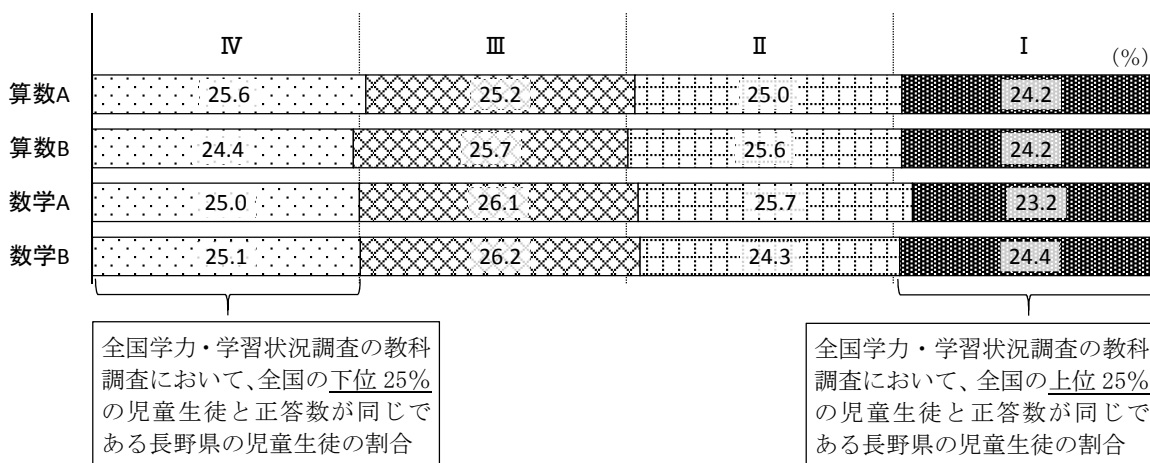 Ⅳ Ⅲ Ⅱ Ⅰ
(%)
算数A 25.6 25.2 25.0 24.2
算数B 24.4 25.7 25.6 24.2
数学A 25.0 26.1 25.7 23.2
数学B 25.1 26.2 24.3 24.4
全国学力・学習状況調査の教科
調査において、全国の下位 25%
の児童生徒と正答数が同じで
ある長野県の児童生徒の割合
全国学力・学習状況調査の教科
調査において、全国の上位 25%
の児童生徒と正答数が同じで
ある長野県の児童生徒の割合